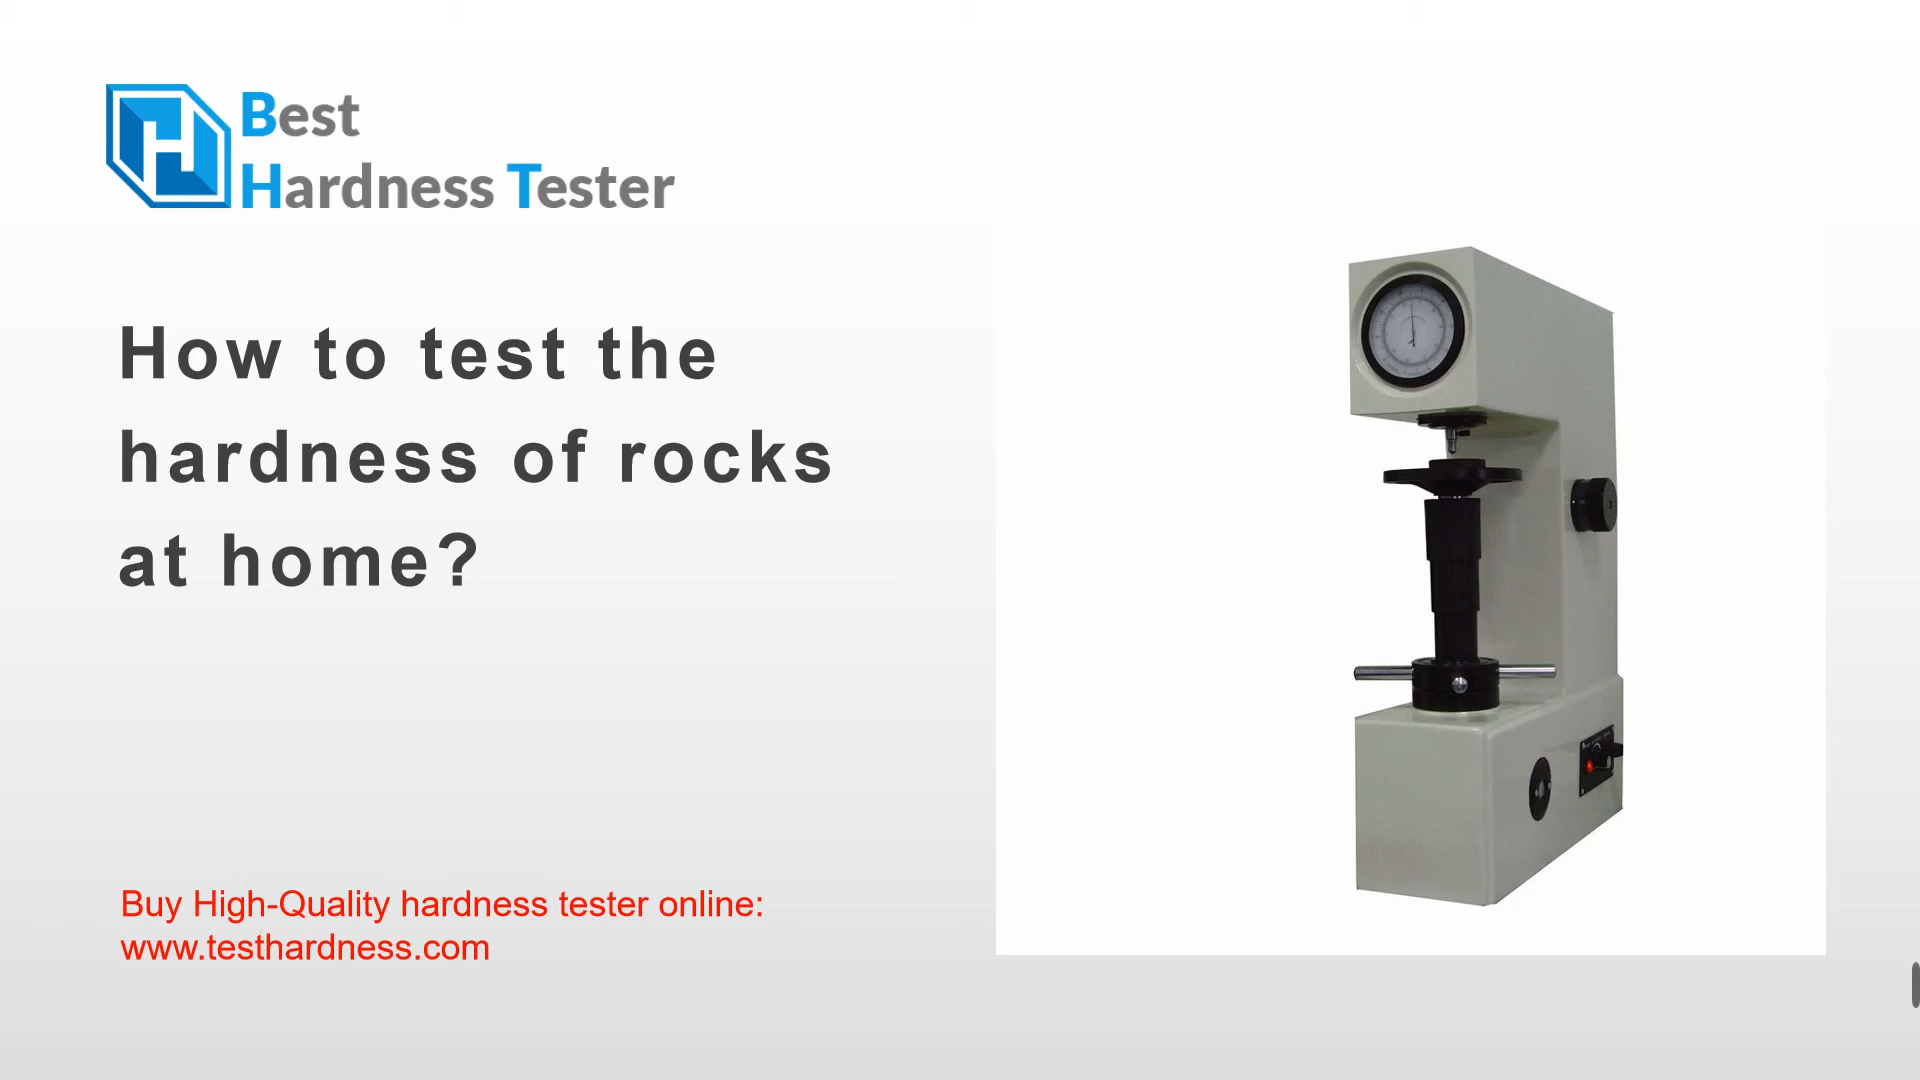 Best
Hardness Tester
How to test the
hardness of rocks
at home?
Buy High-Quality hardness tester online:
www.testhardness.com